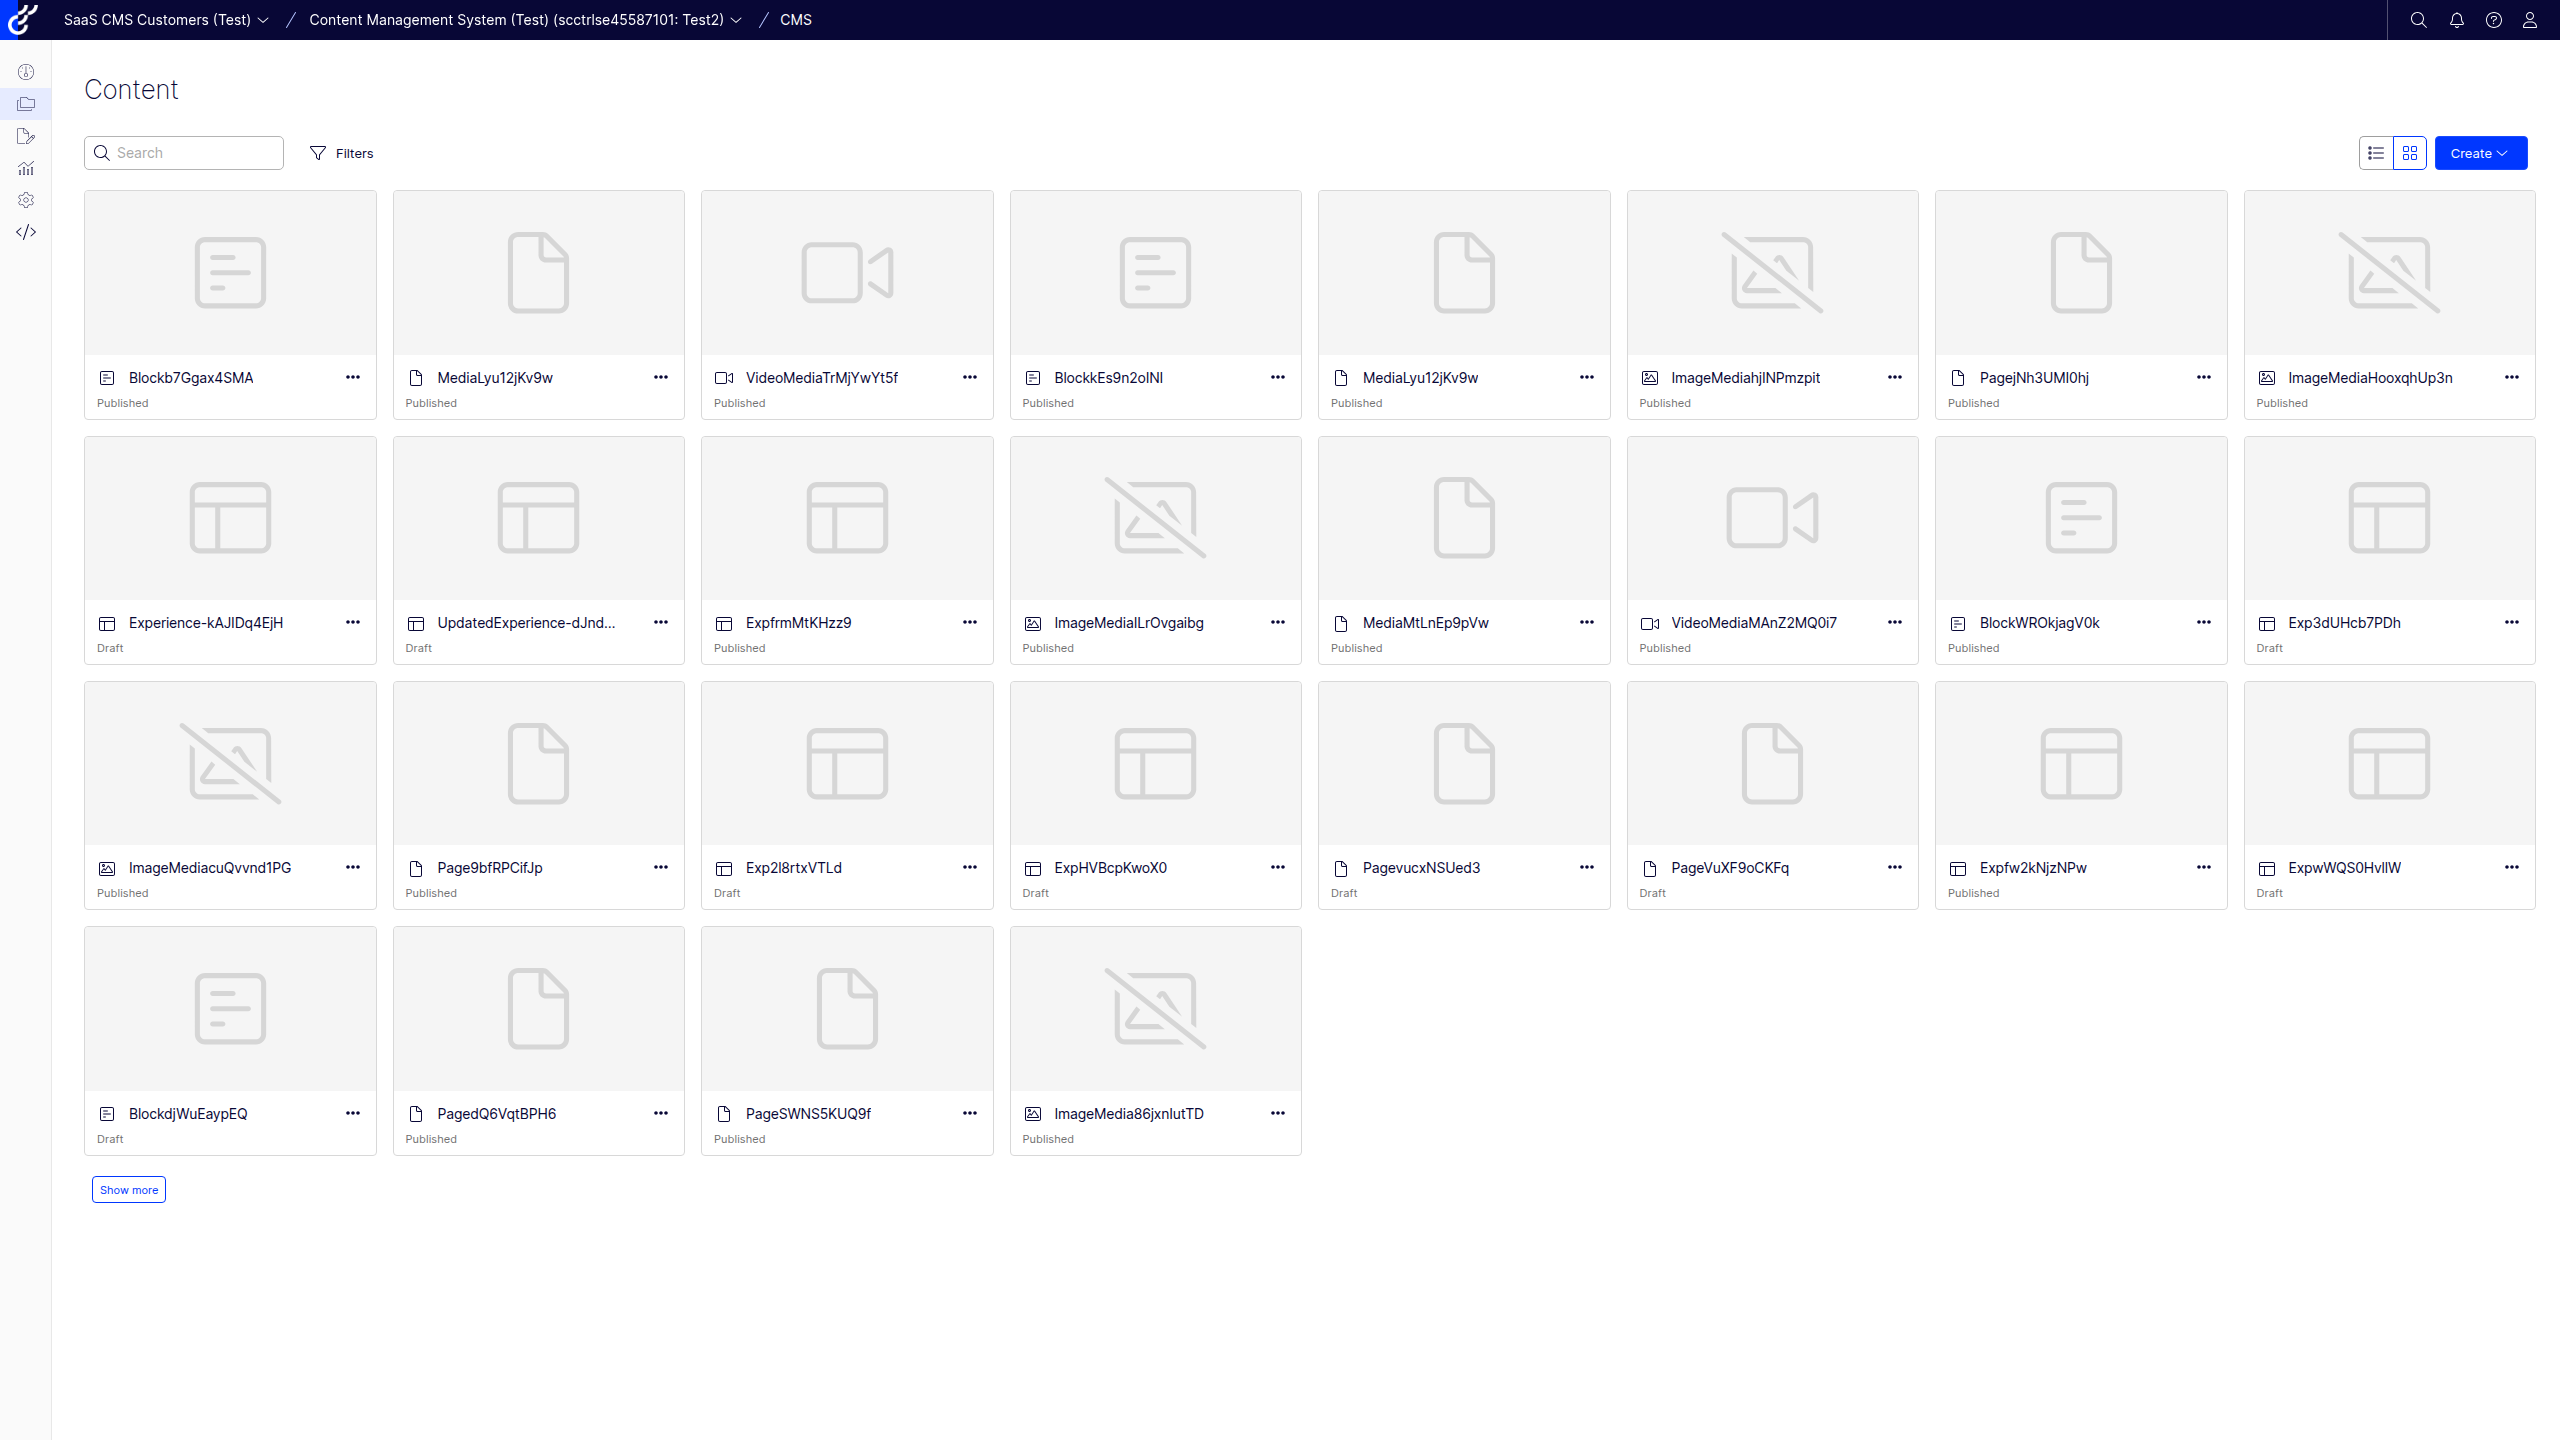 SaaS CMS Customers (Test) / Content Management System (Test) (scctrlse45587101: Test2) / CMS
Content
Search
Filters
Create
Blockb7Ggax4SMA
MediaLyu12jKv9w
VideoMediaTrMjYwYt5f
BlockkEs9n2oINI
MediaLyu12jKv9w
ImageMediahjINPmzpit
PagejNh3UMI0hj
ImageMediaHooxqhUp3n
Published
Published
Published
Published
Published
Published
Published
Published
Experience-kAJIDq4EjH
UpdatedExperience-dJnd...
ExpfrmMtKHzz9
ImageMediaILrOvgaibg
MediaMtLnEp9pVw
VideoMediaMAnZ2MQ0i7
BlockWROkjagV0k
Exp3dUHcb7PDh
Draft
Draft
Published
Published
Published
Published
Published
Draft
ImageMediacuQvvnd1PG
Page9bfRPCifJp
Exp2I8rtxVTLd
ExpHVBcpKwoX0
PagevucxNSUed3
PageVuXF9oCKFq
Expfw2kNjzNPw
ExpwWQS0HvIIW
Published
Published
Draft
Draft
Draft
Draft
Published
Draft
BlockdjWuEaypEQ
PagedQ6VqtBPH6
PageSWNS5KUQ9f
ImageMedia86jxnlutTD
Draft
Published
Published
Published
Show more